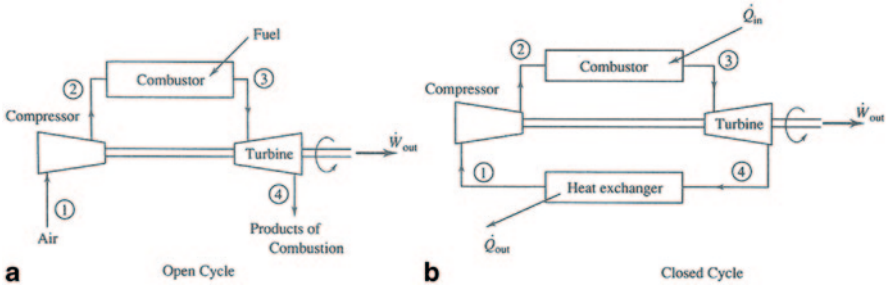 Fuel
②
Combustor
③
Compressor
Turbine
Ẇout
①
④
Air
Products of
Combustion
a
Open Cycle
Q̇in
②
Combustor
③
Compressor
Turbine
Ẇout
①
④
Heat exchanger
Q̇out
b
Closed Cycle